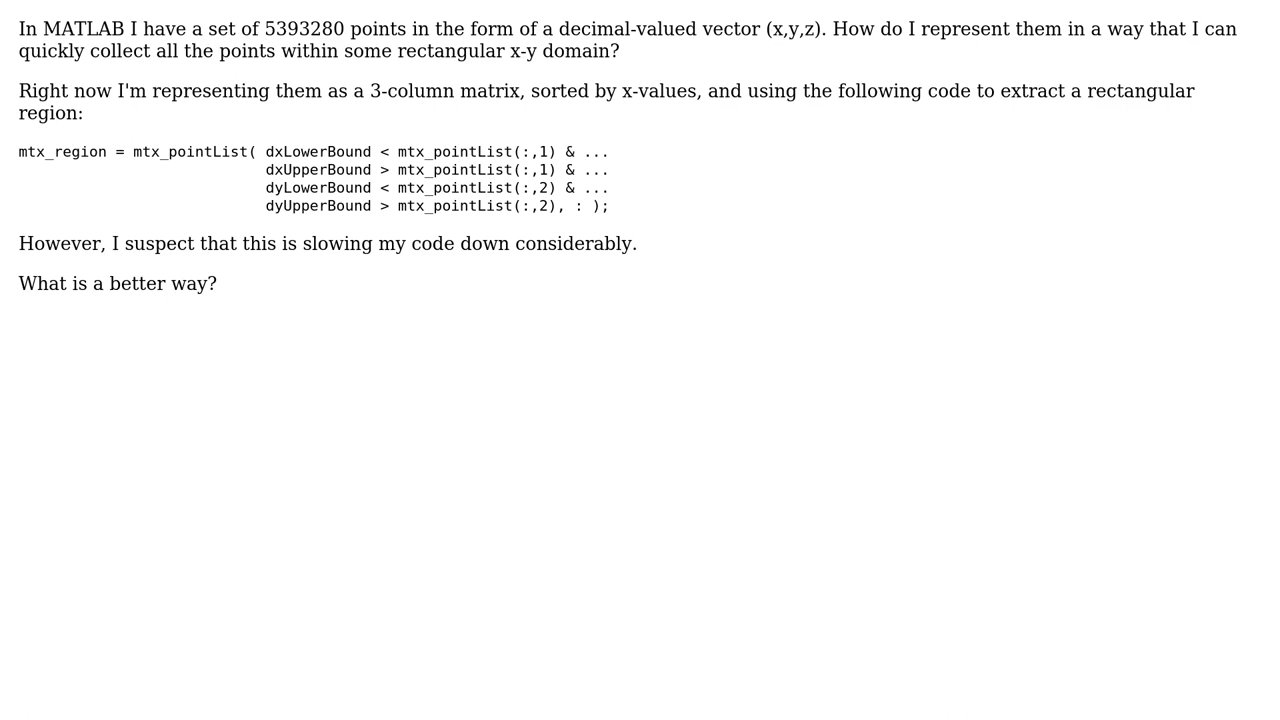 In MATLAB I have a set of 5393280 points in the form of a decimal-valued vector (x,y,z). How do I represent them in a way that I can
quickly collect all the points within some rectangular x-y domain?
Right now I'm representing them as a 3-column matrix, sorted by x-values, and using the following code to extract a rectangular
region:
mtx_region = mtx_pointList( dxLowerBound < mtx_pointList(:,1) & ...
                            dxUpperBound > mtx_pointList(:,1) & ...
                            dyLowerBound < mtx_pointList(:,2) & ...
                            dyUpperBound > mtx_pointList(:,2), : );
However, I suspect that this is slowing my code down considerably.
What is a better way?